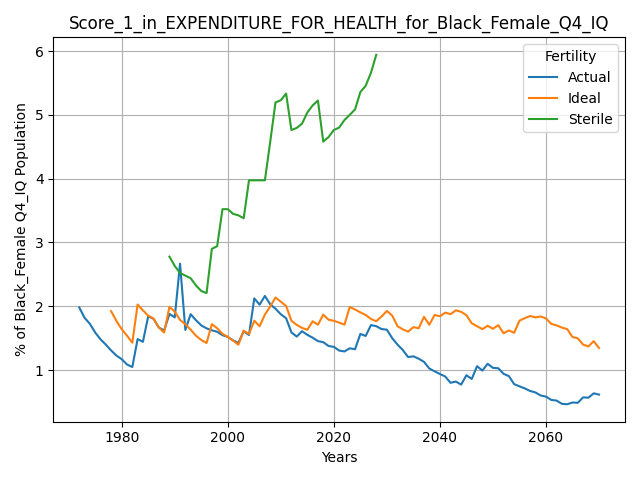 Score_1_in_EXPENDITURE_FOR_HEALTH_for_Black_Female_Q4_IQ
% of Black_Female Q4_IQ Population
6
5
4
3
2
1
Fertility
Actual
Ideal
Sterile
1980
2000
2020
2040
2060
Years